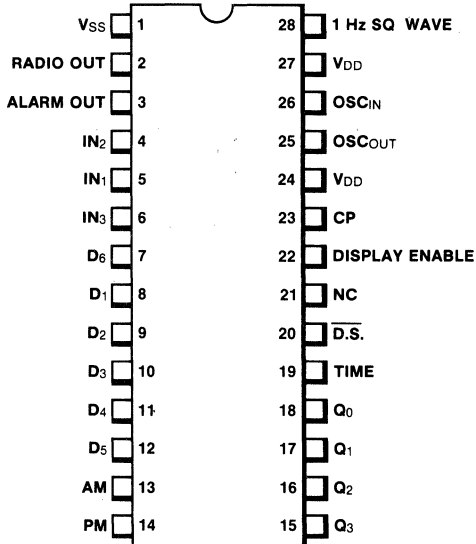 VSS 1 28 1 Hz SQ WAVE
RADIO OUT 2 27 VDD
ALARM OUT 3 26 OSCIN
IN2 4 25 OSCOUT
IN1 5 24 VDD
IN3 6 23 CP
D6 7 22 DISPLAY ENABLE
D1 8 21 NC
D2 9 20 D.S.
D3 10 19 TIME
D4 11 18 Q0
D5 12 17 Q1
AM 13 16 Q2
PM 14 15 Q3